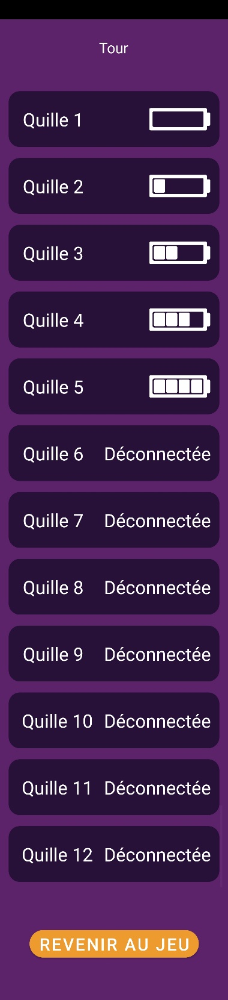 Tour
Quille 1
Quille 2
Quille 3
Quille 4
Quille 5
Quille 6 Déconnectée
Quille 7 Déconnectée
Quille 8 Déconnectée
Quille 9 Déconnectée
Quille 10 Déconnectée
Quille 11 Déconnectée
Quille 12 Déconnectée
REVENIR AU JEU